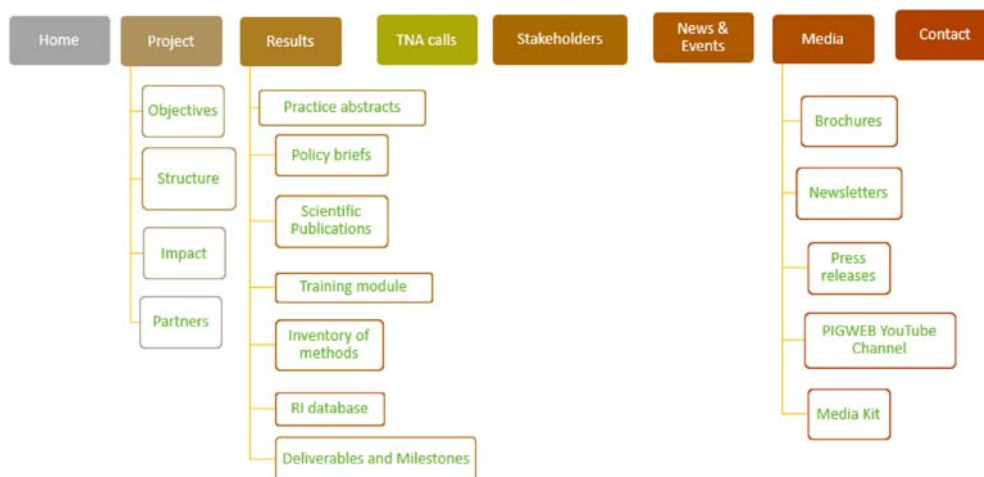 Home
Project
Results
TNA calls
Stakeholders
News &
Events
Media
Contact
Objectives
Structure
Impact
Partners
Practice abstracts
Policy briefs
Scientific
Publications
Training module
Inventory of
methods
RI database
Deliverables and Milestones
Brochures
Newsletters
Press
releases
PIGWEB YouTube
Channel
Media Kit